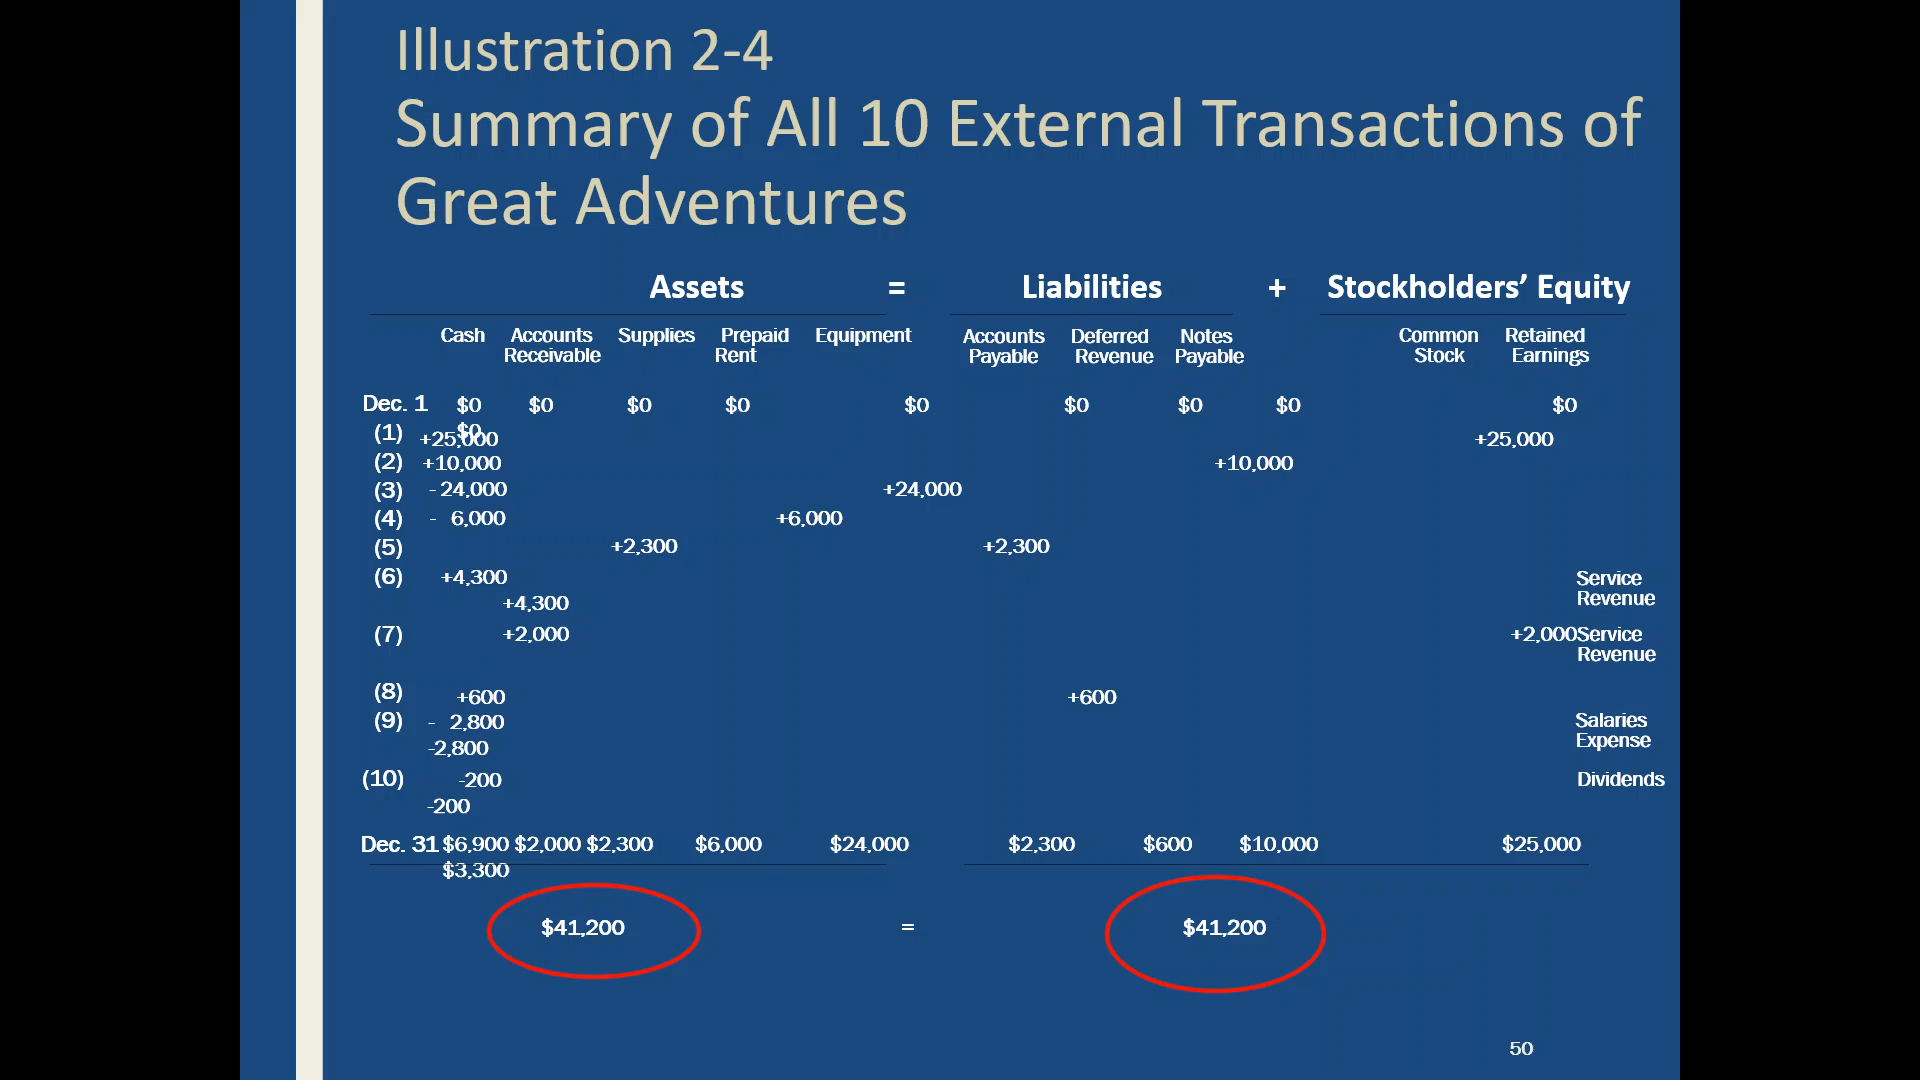 Illustration 2-4
Summary of All 10 External Transactions of
Great Adventures
Assets = Liabilities + Stockholders’ Equity
Cash Accounts Receivable Supplies Prepaid Rent Equipment Accounts Payable Deferred Revenue Notes Payable Common Stock Retained Earnings
Dec. 1 $0 $0 $0 $0 $0 $0 $0 $0 $0
$0
(1) +25,000 +25,000
(2) +10,000 +10,000
(3) - 24,000 +24,000
(4) - 6,000 +6,000
(5) +2,300 +2,300
(6) +4,300 Service Revenue
+4,300
(7) +2,000 +2,000 Service Revenue
(8) +600 +600
(9) - 2,800 Salaries Expense
-2,800
(10) -200 Dividends
-200
Dec. 31 $6,900 $2,000 $2,300 $6,000 $24,000 $2,300 $600 $10,000 $25,000
$3,300
$41,200 = $41,200
50